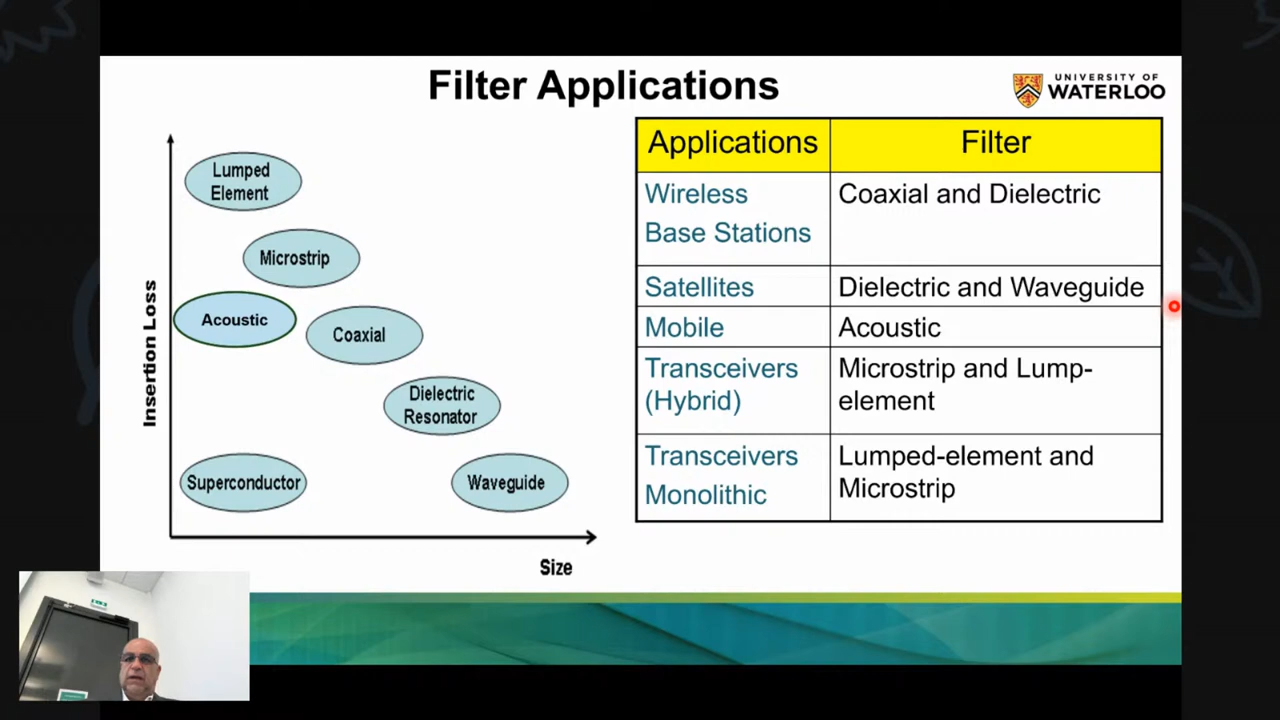 Filter Applications
UNIVERSITY OF
WATERLOO
Lumped
Element
Microstrip
Acoustic
Coaxial
Dielectric
Resonator
Superconductor
Waveguide
Insertion Loss
Size
Applications
Filter
Wireless
Base Stations
Coaxial and Dielectric
Satellites
Dielectric and Waveguide
Mobile
Acoustic
Transceivers
(Hybrid)
Microstrip and Lump-
element
Transceivers
Monolithic
Lumped-element and
Microstrip